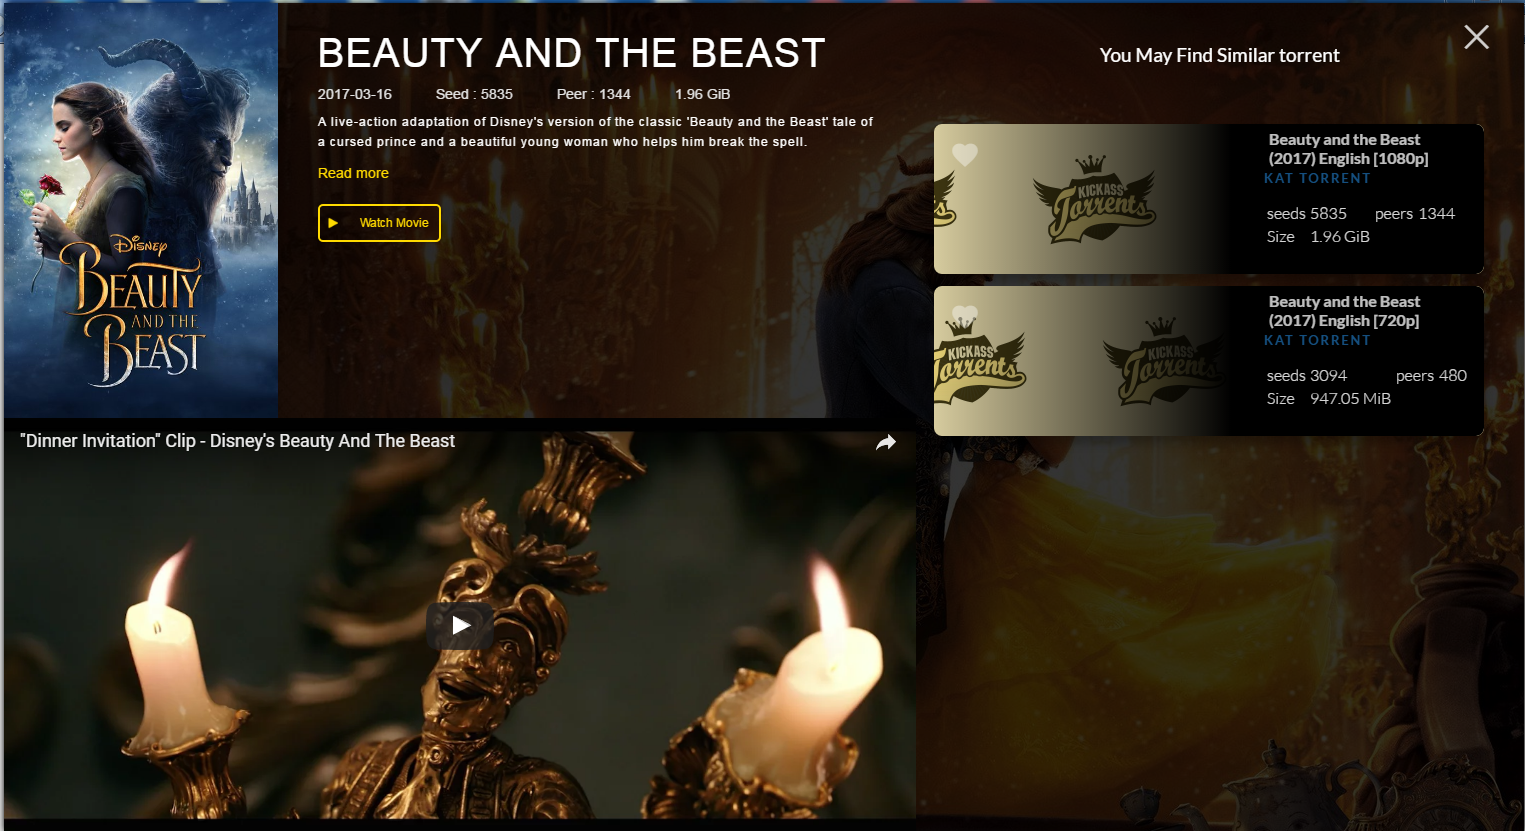 BEAUTY AND THE BEAST
2017-03-16 Seed : 5835 Peer : 1344 1.96 GiB
A live-action adaptation of Disney's version of the classic 'Beauty and the Beast' tale of
a cursed prince and a beautiful young woman who helps him break the spell.
Read more
Watch Movie
DISNEY
BEAUTY
AND THE
BEAST
"Dinner Invitation" Clip - Disney's Beauty And The Beast
You May Find Similar torrent
KICKASS
Torrents
Beauty and the Beast
(2017) English [1080p]
KAT TORRENT
seeds 5835 peers 1344
Size 1.96 GiB
KICKASS
Torrents
KICKASS
Torrents
Beauty and the Beast
(2017) English [720p]
KAT TORRENT
seeds 3094 peers 480
Size 947.05 MiB